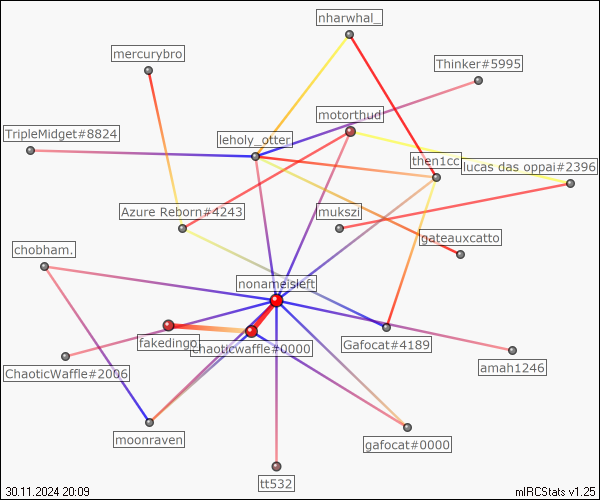 nharwhal_
mercurybro
Thinker#5995
motorthud
TripleMidget#8824
leholy_otter
then1cc
lucas das oppai#2396
Azure Reborn#4243
mukszi
gateauxcatto
chobham.
nonameisleft
fakedingo
chaoticwaffle#0000
Gafocat#4189
ChaoticWaffle#2006
amah1246
moonraven
gafocat#0000
tt532
30.11.2024 20:09
mIRCStats v1.25